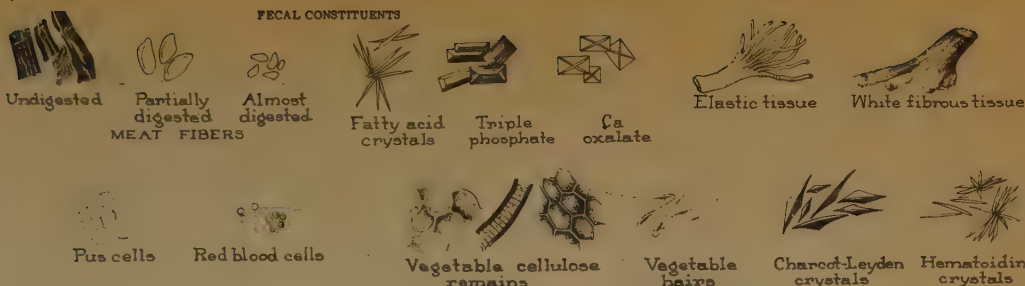 FECAL CONSTITUENTS
Undigested
Partially
digested
Almost
digested
MEAT FIBERS
Fatty acid
crystals
Triple
phosphate
Ca
oxalate
Elastic tissue
White fibrous tissue
Pus cells
Red blood cells
Vegetable cellulose
remains
Vegetable
hairs
Charcot-Leyden
crystals
Hematoidin
crystals